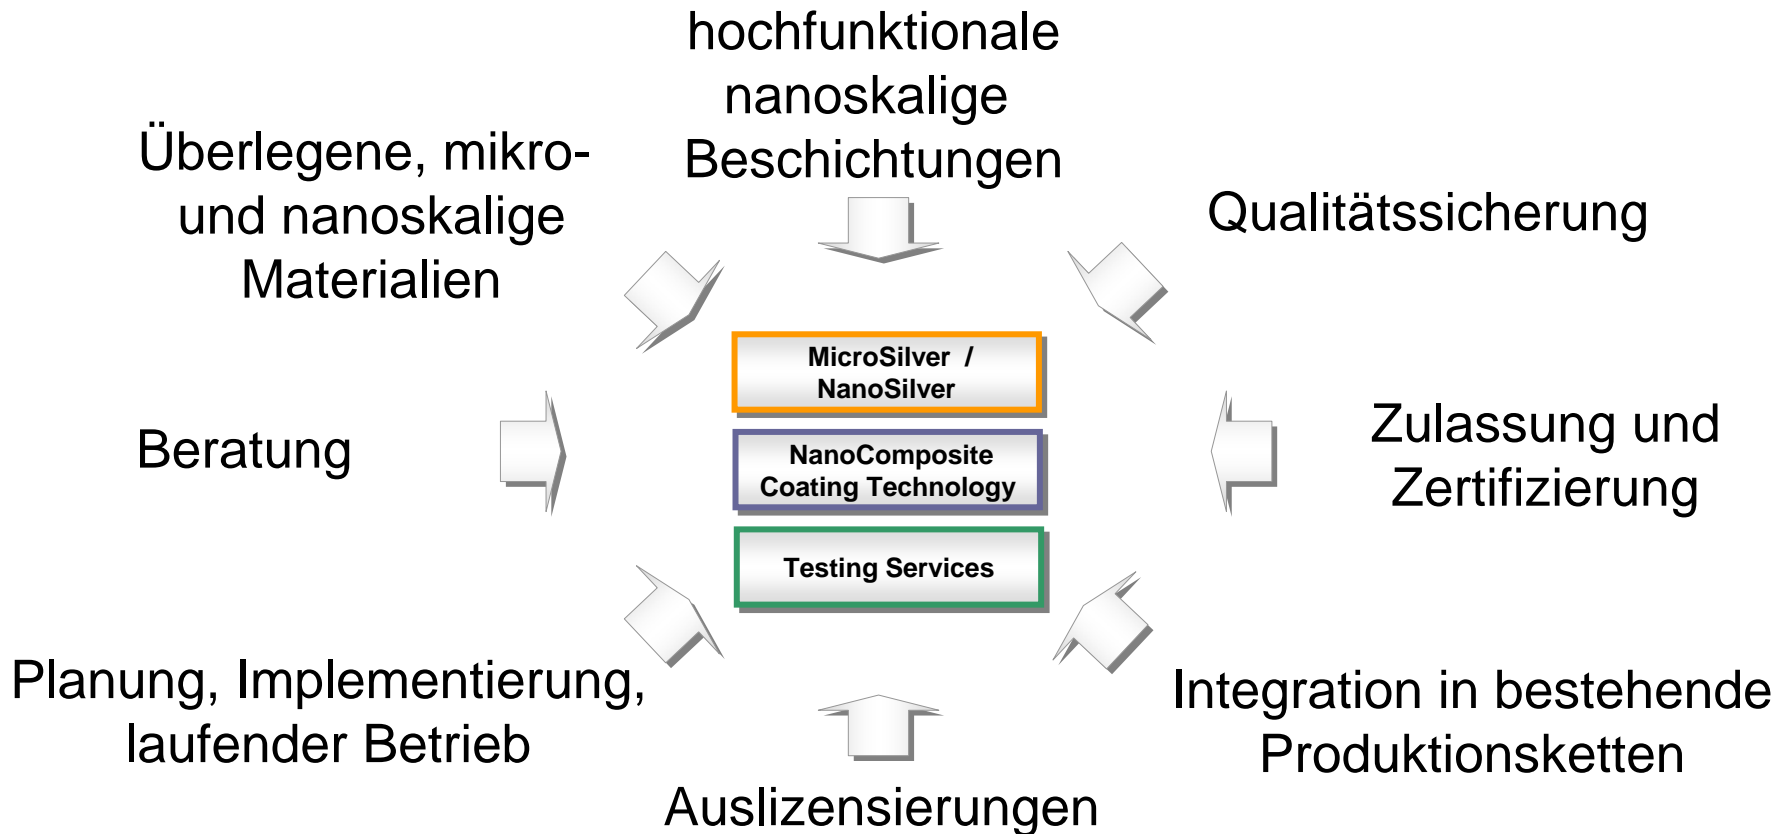 hochfunktionale
nanoskalige
Beschichtungen
Überlegene, mikro-
und nanoskalige
Materialien
Qualitätssicherung
MicroSilver /
NanoSilver
Beratung
NanoComposite
Coating Technology
Zulassung und
Zertifizierung
Testing Services
Planung, Implementierung,
laufender Betrieb
Integration in bestehende
Produktionsketten
Auslizensierungen